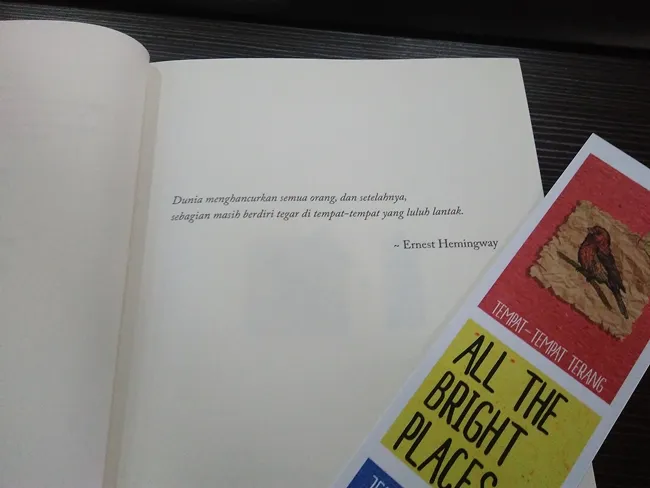 Dunia menghancurkan semua orang, dan setelahnya,
sebagian masih berdiri tegar di tempat-tempat yang luluh lantak.
~ Ernest Hemingway
TEMPAT-TEMPAT TERANG
ALL THE
BRIGHT
PLACES